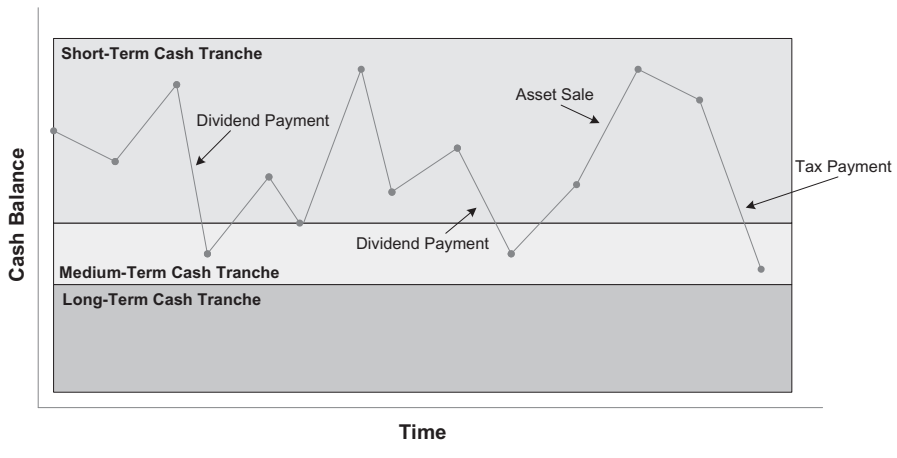 Short-Term Cash Tranche
Asset Sale
Dividend Payment
Tax Payment
Cash Balance
Dividend Payment
Medium-Term Cash Tranche
Long-Term Cash Tranche
Time